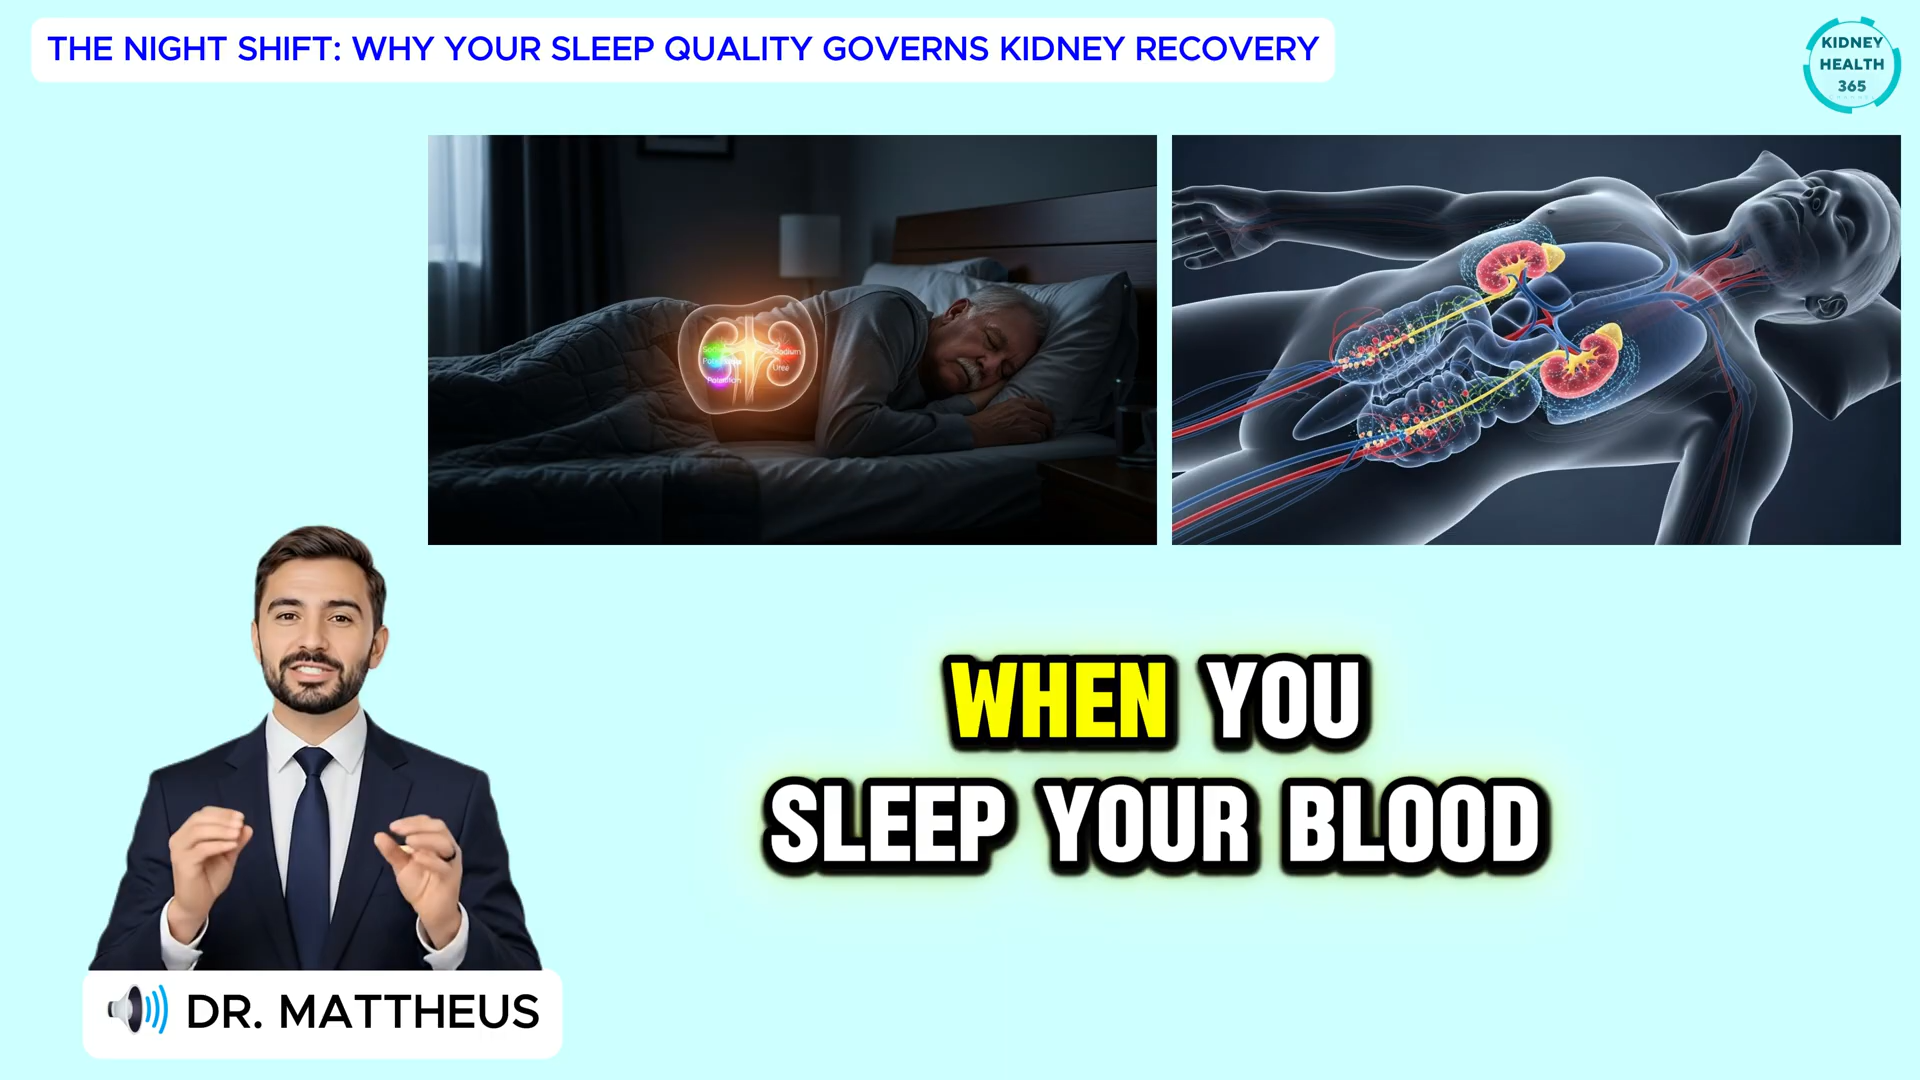 THE NIGHT SHIFT: WHY YOUR SLEEP QUALITY GOVERNS KIDNEY RECOVERY
KIDNEY
HEALTH
365
Urea
WHEN YOU
SLEEP YOUR BLOOD
DR. MATTHEUS